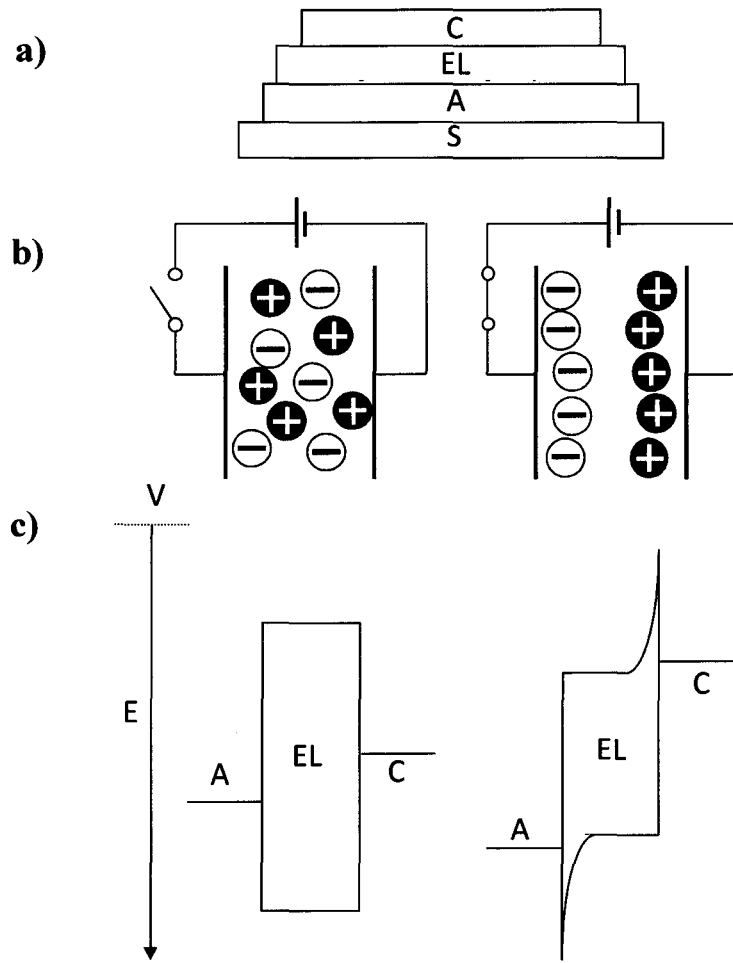 a)
C
EL
A
S
b)
+ − − + − + − + + − −
− − − − − + + + + +
c)
V
E
A EL C
A EL C